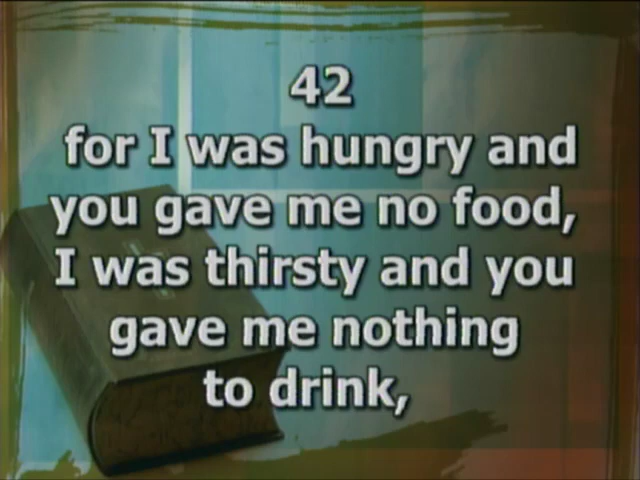 42
for I was hungry and
you gave me no food,
I was thirsty and you
gave me nothing
to drink,